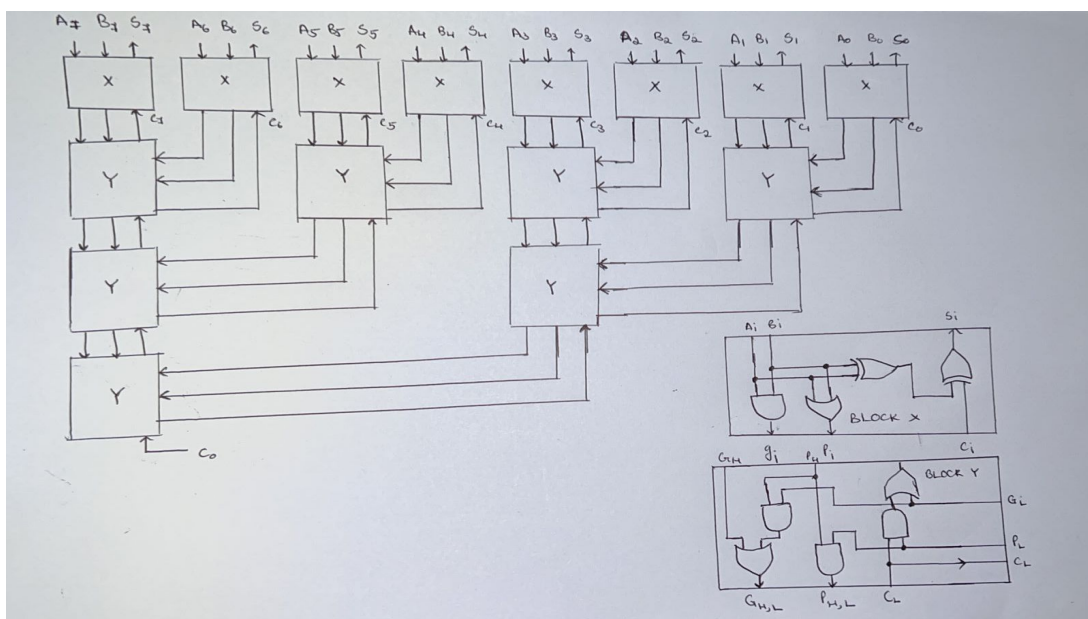 A7 B7 S7 A6 B6 S6 A5 B5 S5 A4 B4 S4 A3 B3 S3 A2 B2 S2 A1 B1 S1 A0 B0 S0
X X X X X X X X
C7 C6 C5 C4 C3 C2 C1 C0
Y Y Y Y
Y Y
Ai Bi Si
Y
BLOCK X
C0
gi Pi Ci
GH PH BLOCK Y
GL
PL
CL
GH,L PH,L CL